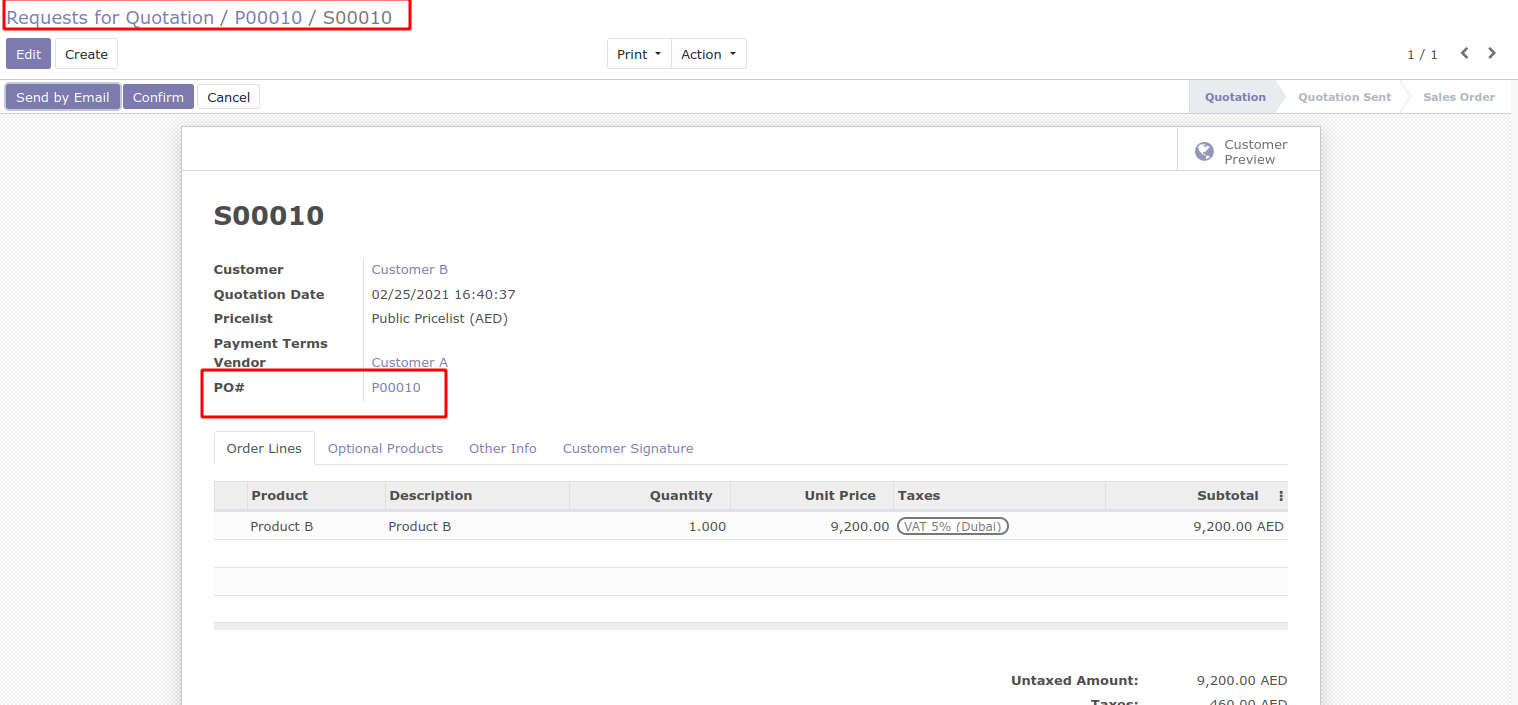 Requests for Quotation / P00010 / S00010
Edit Create Print Action 1 / 1
Send by Email Confirm Cancel Quotation Quotation Sent Sales Order
Customer
Preview
S00010
Customer Customer B
Quotation Date 02/25/2021 16:40:37
Pricelist Public Pricelist (AED)
Payment Terms
Vendor Customer A
PO# P00010
Order Lines Optional Products Other Info Customer Signature
Product Description Quantity Unit Price Taxes Subtotal
Product B Product B 1.000 9,200.00 VAT 5% (Dubai) 9,200.00 AED
Untaxed Amount: 9,200.00 AED
Taxes: 460.00 AED